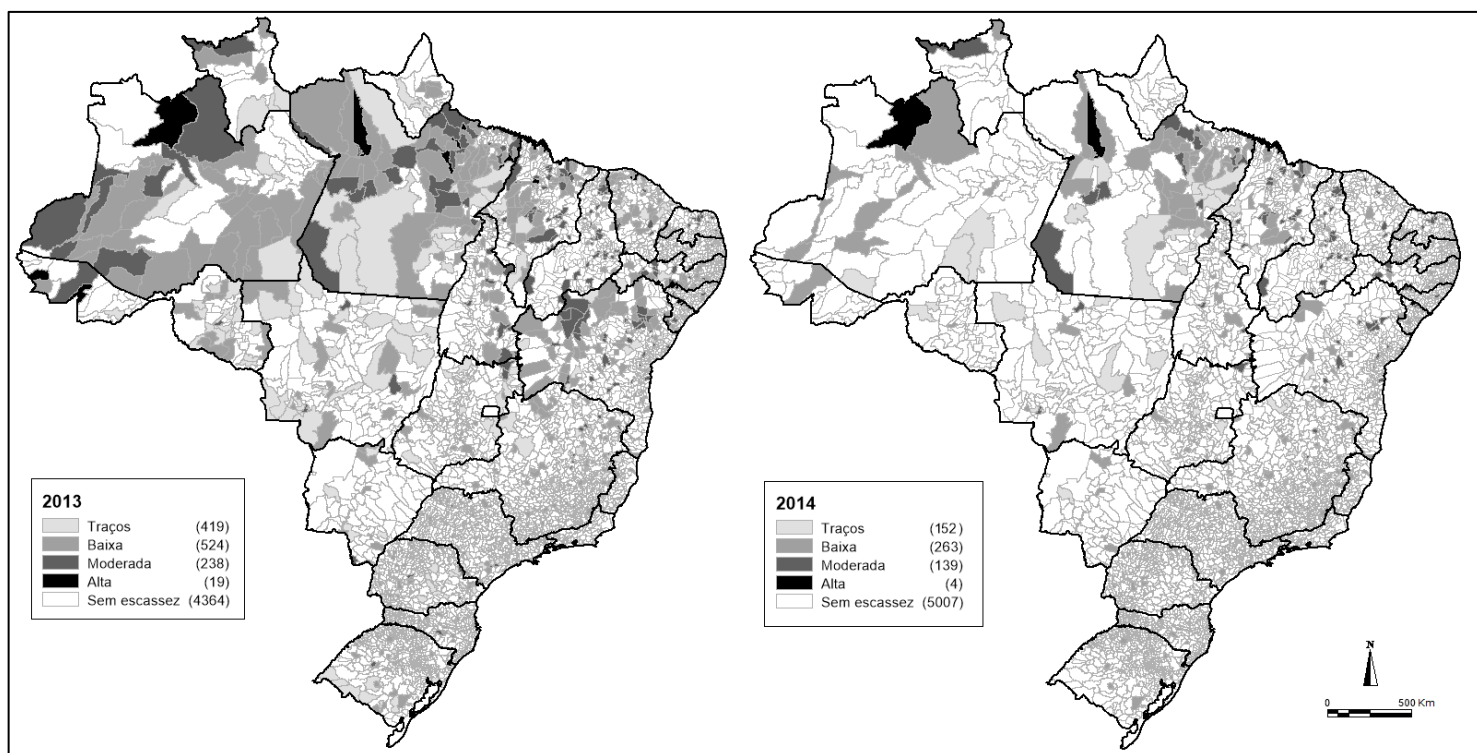 2013
Traços (419)
Baixa (524)
Moderada (238)
Alta (19)
Sem escassez (4364)
2014
Traços (152)
Baixa (263)
Moderada (139)
Alta (4)
Sem escassez (5007)
N
0 500 Km